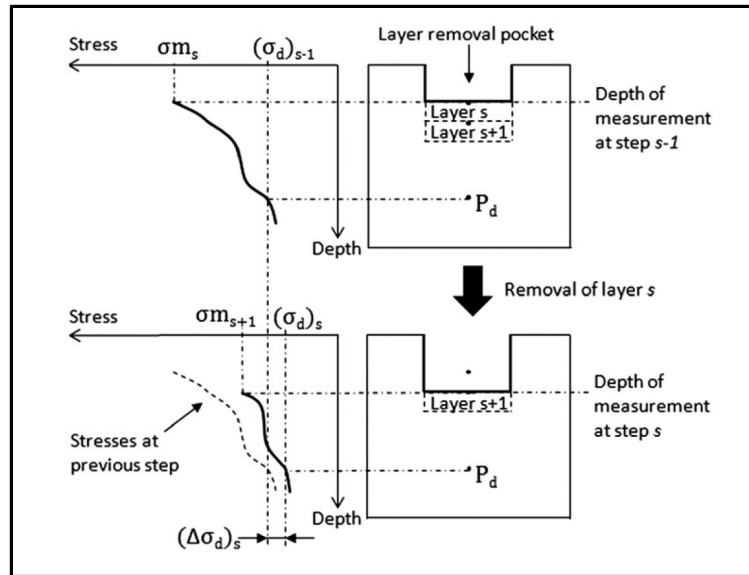 Stress
σm_s
(σ_d)_{s-1}
Layer removal pocket
Layer s
Layer s+1
Depth of
measurement
at step s-1
P_d
Depth
Removal of layer s
Stress
σm_{s+1}
(σ_d)_s
Layer s+1
Depth of
measurement
at step s
Stresses at
previous step
P_d
Depth
(Δσ_d)_s